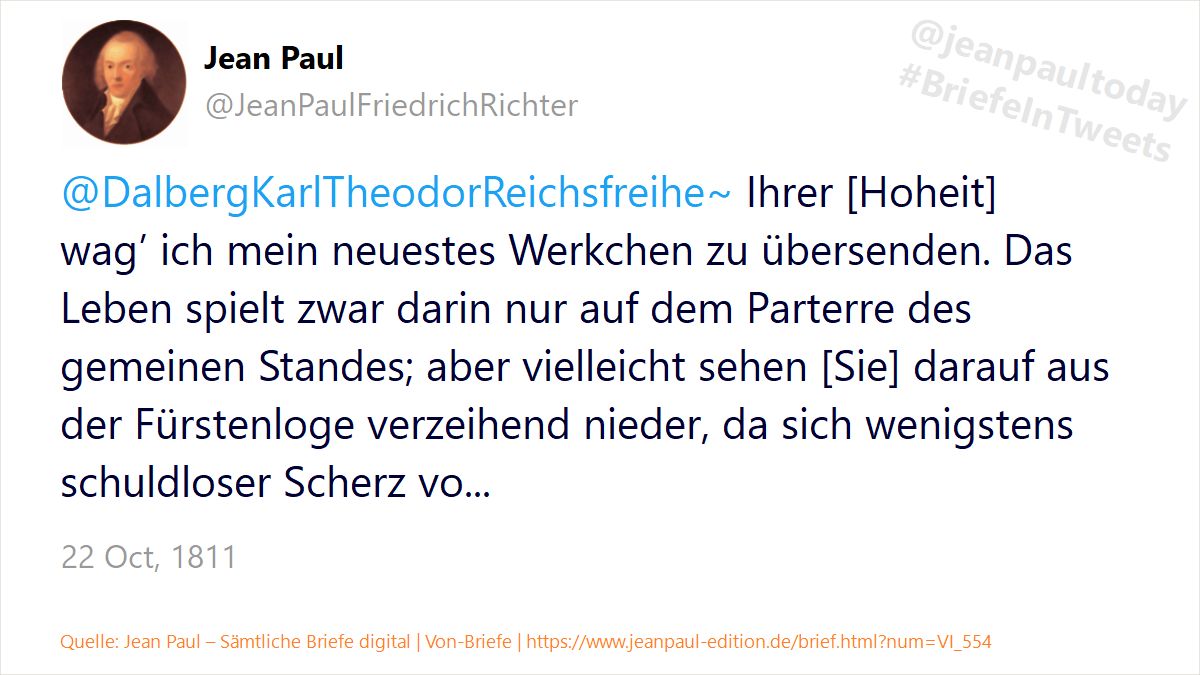 @jeanpaultoday
#BriefeInTweets
Jean Paul
@JeanPaulFriedrichRichter
@DalbergKarlTheodorReichsfreihe~ Ihrer [Hoheit]
wag’ ich mein neuestes Werkchen zu übersenden. Das
Leben spielt zwar darin nur auf dem Parterre des
gemeinen Standes; aber vielleicht sehen [Sie] darauf aus
der Fürstenloge verzeihend nieder, da sich wenigstens
schuldloser Scherz vo...
22 Oct, 1811
Quelle: Jean Paul – Sämtliche Briefe digital | Von-Briefe | https://www.jeanpaul-edition.de/brief.html?num=VI_554